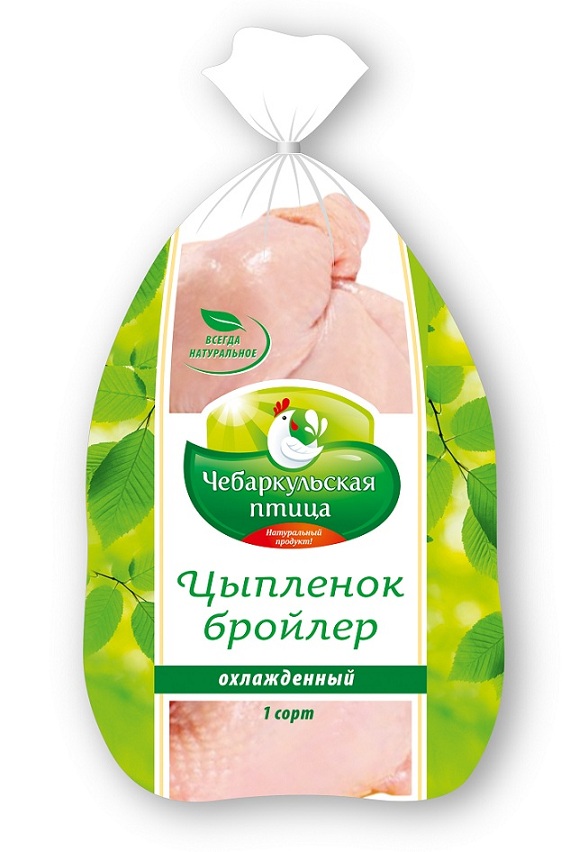 ВСЕГДА
НАТУРАЛЬНОЕ
Чебаркульская
птица
Натуральный
продукт!
Цыпленок
бройлер
охлажденный
1 сорт